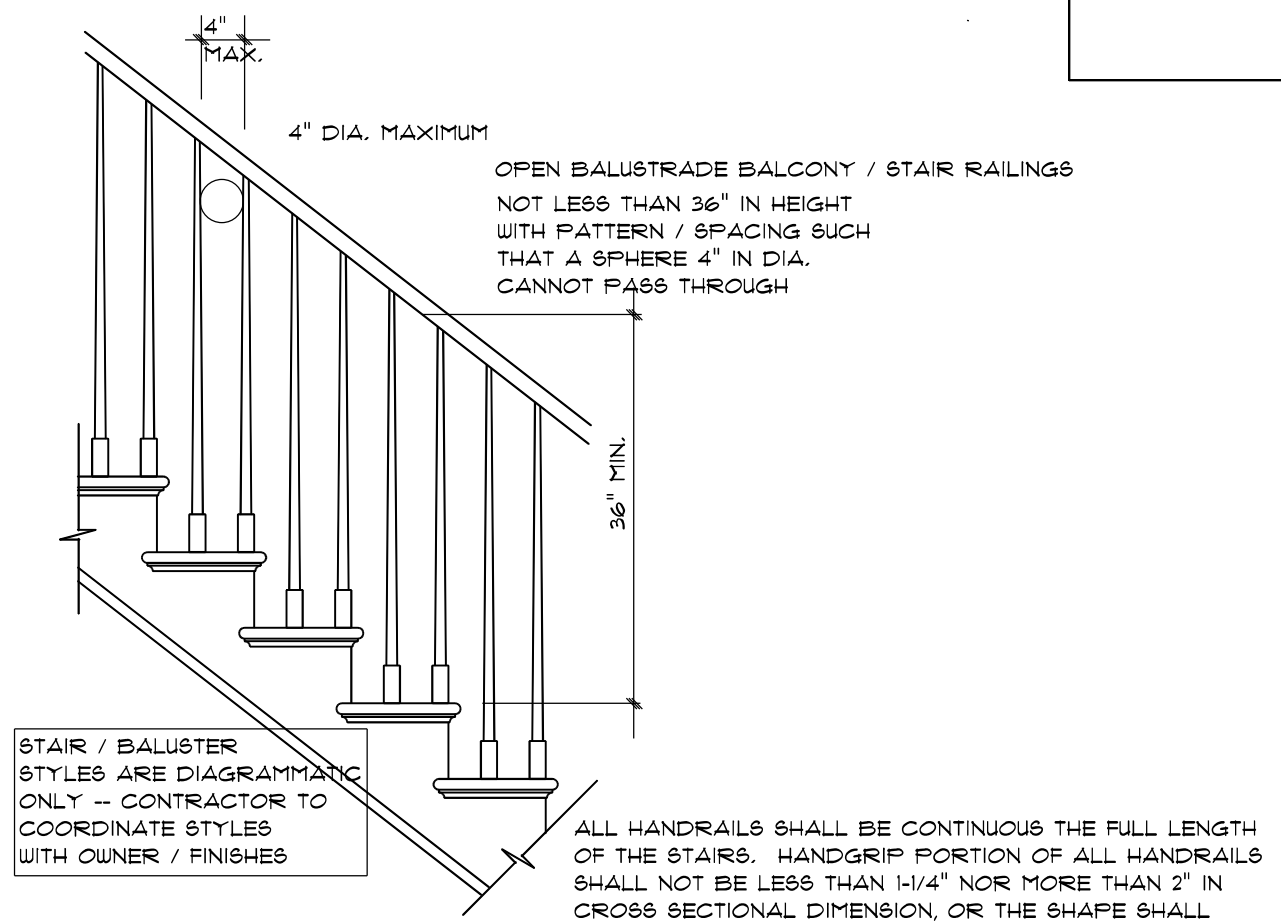 4"
MAX.
4" DIA. MAXIMUM
OPEN BALUSTRADE BALCONY / STAIR RAILINGS
NOT LESS THAN 36" IN HEIGHT
WITH PATTERN / SPACING SUCH
THAT A SPHERE 4" IN DIA.
CANNOT PASS THROUGH
36" MIN.
STAIR / BALUSTER
STYLES ARE DIAGRAMMATIC
ONLY -- CONTRACTOR TO
COORDINATE STYLES
WITH OWNER / FINISHES
ALL HANDRAILS SHALL BE CONTINUOUS THE FULL LENGTH
OF THE STAIRS. HANDGRIP PORTION OF ALL HANDRAILS
SHALL NOT BE LESS THAN 1-1/4" NOR MORE THAN 2" IN
CROSS SECTIONAL DIMENSION, OR THE SHAPE SHALL